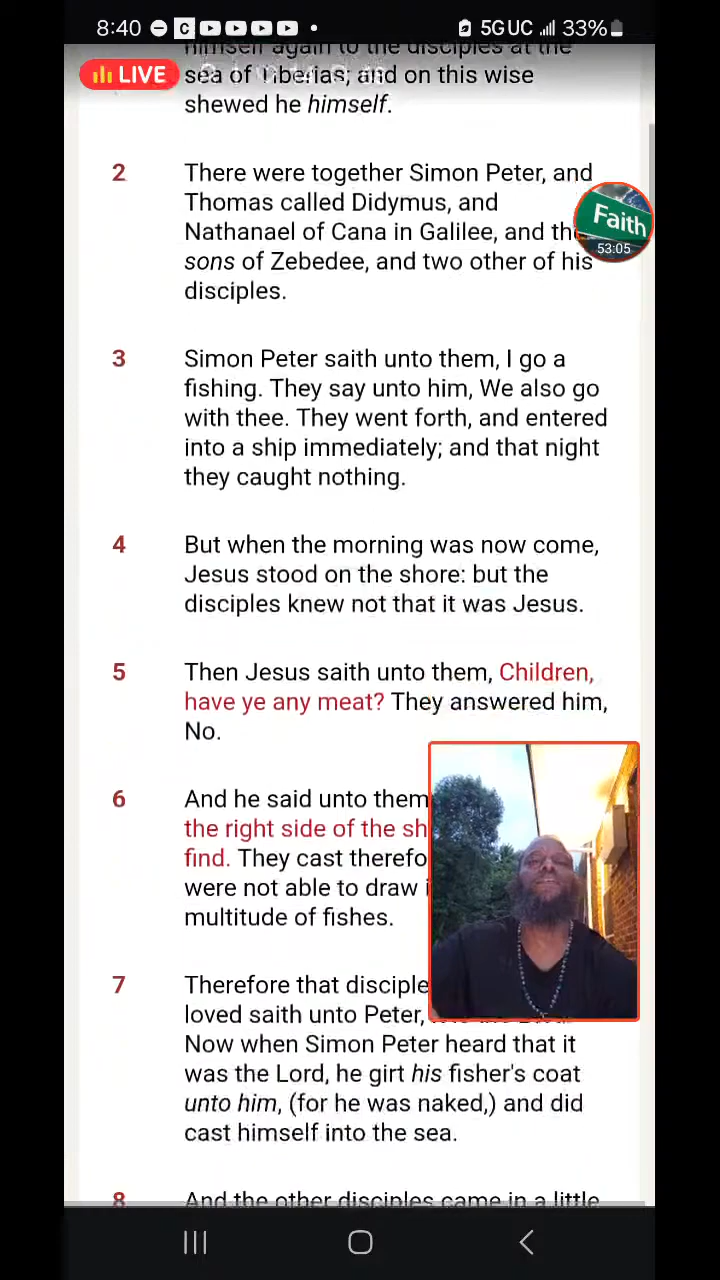 8:40 5G UC 33%
himself again to the disciples at the
LIVE sea of Tiberias; and on this wise
shewed he himself.
2 There were together Simon Peter, and
Thomas called Didymus, and
Nathanael of Cana in Galilee, and the
sons of Zebedee, and two other of his
disciples.
Faith
53:05
3 Simon Peter saith unto them, I go a
fishing. They say unto him, We also go
with thee. They went forth, and entered
into a ship immediately; and that night
they caught nothing.
4 But when the morning was now come,
Jesus stood on the shore: but the
disciples knew not that it was Jesus.
5 Then Jesus saith unto them, Children,
have ye any meat? They answered him,
No.
6 And he said unto them
the right side of the sh
find. They cast therefo
were not able to draw i
multitude of fishes.
7 Therefore that disciple
loved saith unto Peter,
Now when Simon Peter heard that it
was the Lord, he girt his fisher's coat
unto him, (for he was naked,) and did
cast himself into the sea.
8 And the other disciples came in a little